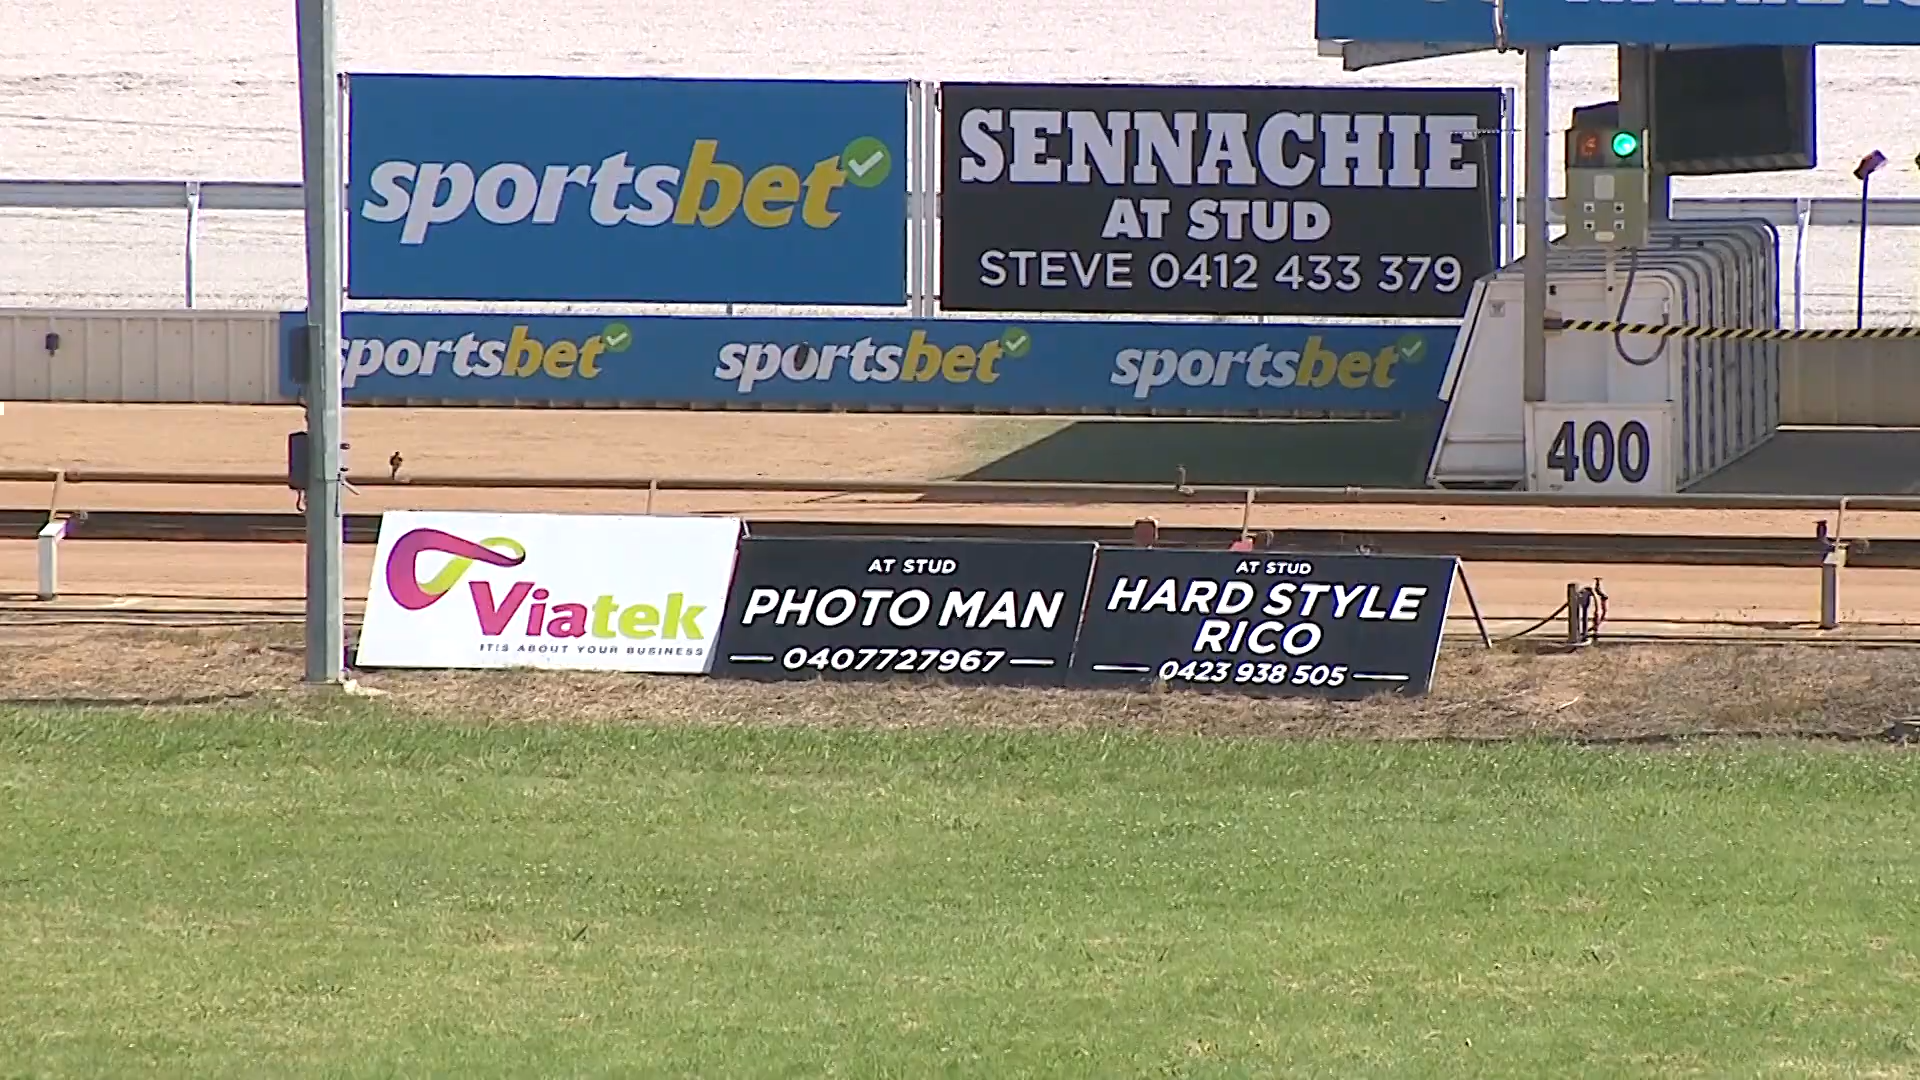 sportsbet
SENNACHIE
AT STUD
STEVE 0412 433 379
sportsbet sportsbet sportsbet
400
Viatek
IT'S ABOUT YOUR BUSINESS
AT STUD
PHOTO MAN
0407727967
AT STUD
HARD STYLE
RICO
0423 938 505